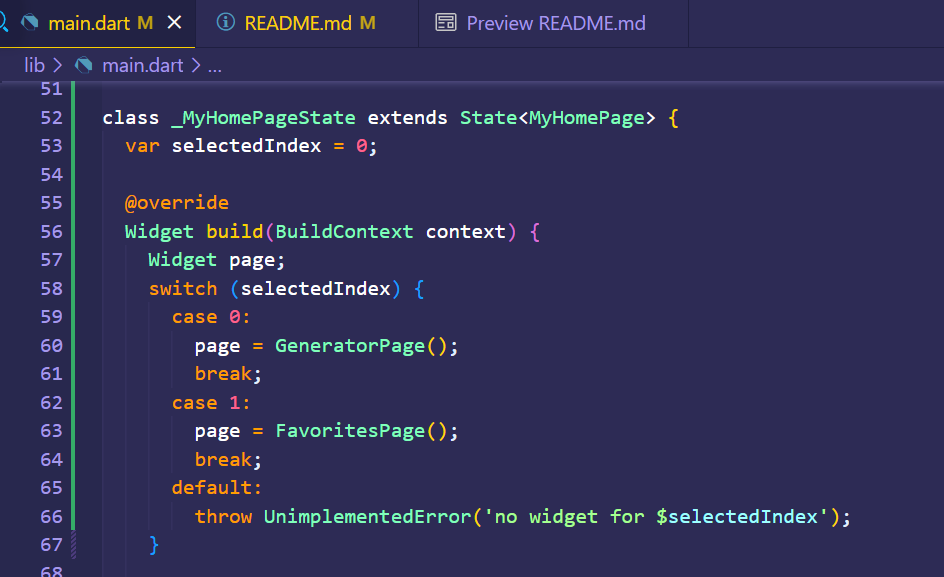 main.dart M × README.md M Preview README.md
lib > main.dart > ...
51
52 class _MyHomePageState extends State<MyHomePage> {
53 var selectedIndex = 0;
54
55 @override
56 Widget build(BuildContext context) {
57 Widget page;
58 switch (selectedIndex) {
59 case 0:
60 page = GeneratorPage();
61 break;
62 case 1:
63 page = FavoritesPage();
64 break;
65 default:
66 throw UnimplementedError('no widget for $selectedIndex');
67 }
68